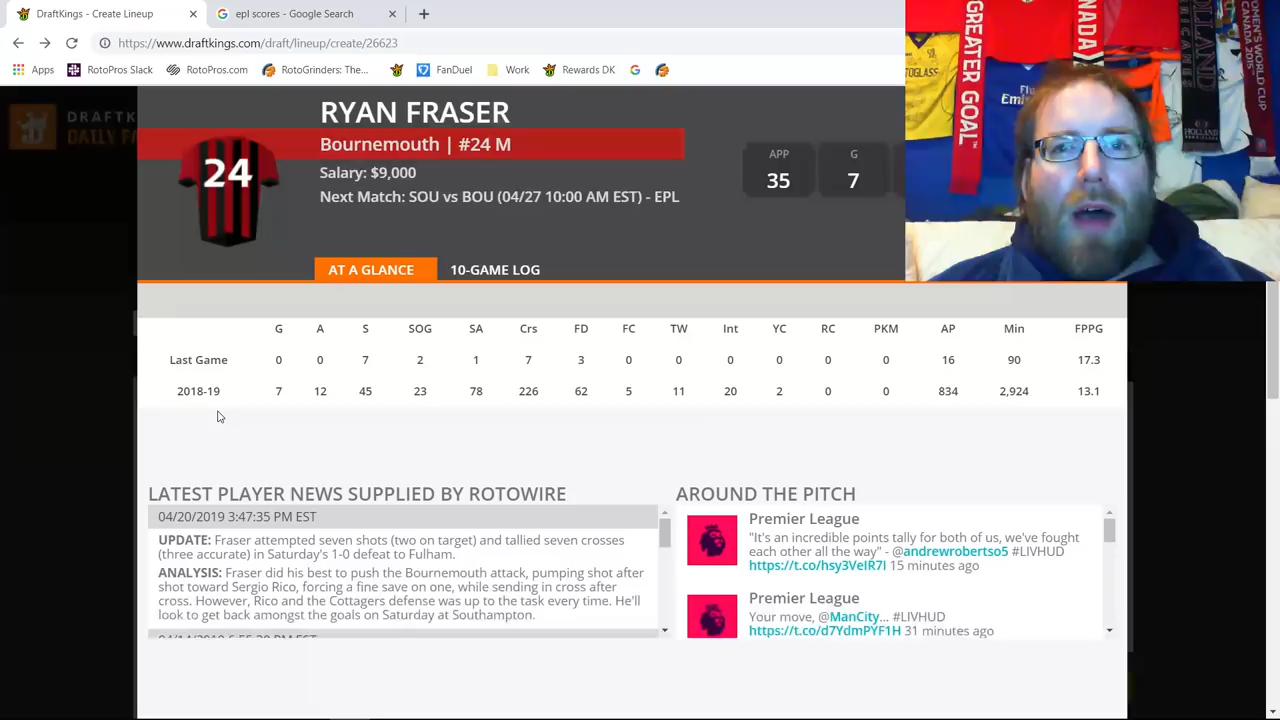 DraftKings - Create Lineup
epl scores - Google Search
https://www.draftkings.com/draft/lineup/create/26623
Apps
RotoPros Slack
RotoPros.com
RotoGrinders: The...
FanDuel
Work
Rewards DK
DRAFTK
DAILY FA
RYAN FRASER
Bournemouth | #24 M
24
Salary: $9,000
Next Match: SOU vs BOU (04/27 10:00 AM EST) - EPL
APP G
35 7
AT A GLANCE
10-GAME LOG
G A S SOG SA Crs FD FC TW Int YC RC PKM AP Min FPPG
Last Game 0 0 7 2 1 7 3 0 0 0 0 0 0 16 90 17.3
2018-19 7 12 45 23 78 226 62 5 11 20 2 0 0 834 2,924 13.1
LATEST PLAYER NEWS SUPPLIED BY ROTOWIRE
04/20/2019 3:47:35 PM EST
UPDATE: Fraser attempted seven shots (two on target) and tallied seven crosses
(three accurate) in Saturday's 1-0 defeat to Fulham.
ANALYSIS: Fraser did his best to push the Bournemouth attack, pumping shot after
shot toward Sergio Rico, forcing a fine save on one, while sending in cross after
cross. However, Rico and the Cottagers defense was up to the task every time. He'll
look to get back amongst the goals on Saturday at Southampton.
AROUND THE PITCH
Premier League
"It's an incredible points tally for both of us, we've fought
each other all the way" - @andrewrobertso5 #LIVHUD
https://t.co/hsy3VeIR7I 15 minutes ago
Premier League
Your move, @ManCity... #LIVHUD
https://t.co/d7YdmPYF1H 31 minutes ago
GREATER GOAL
NADA
HOLLAND
WOMEN'S WORLD CUP
CANADA 2015